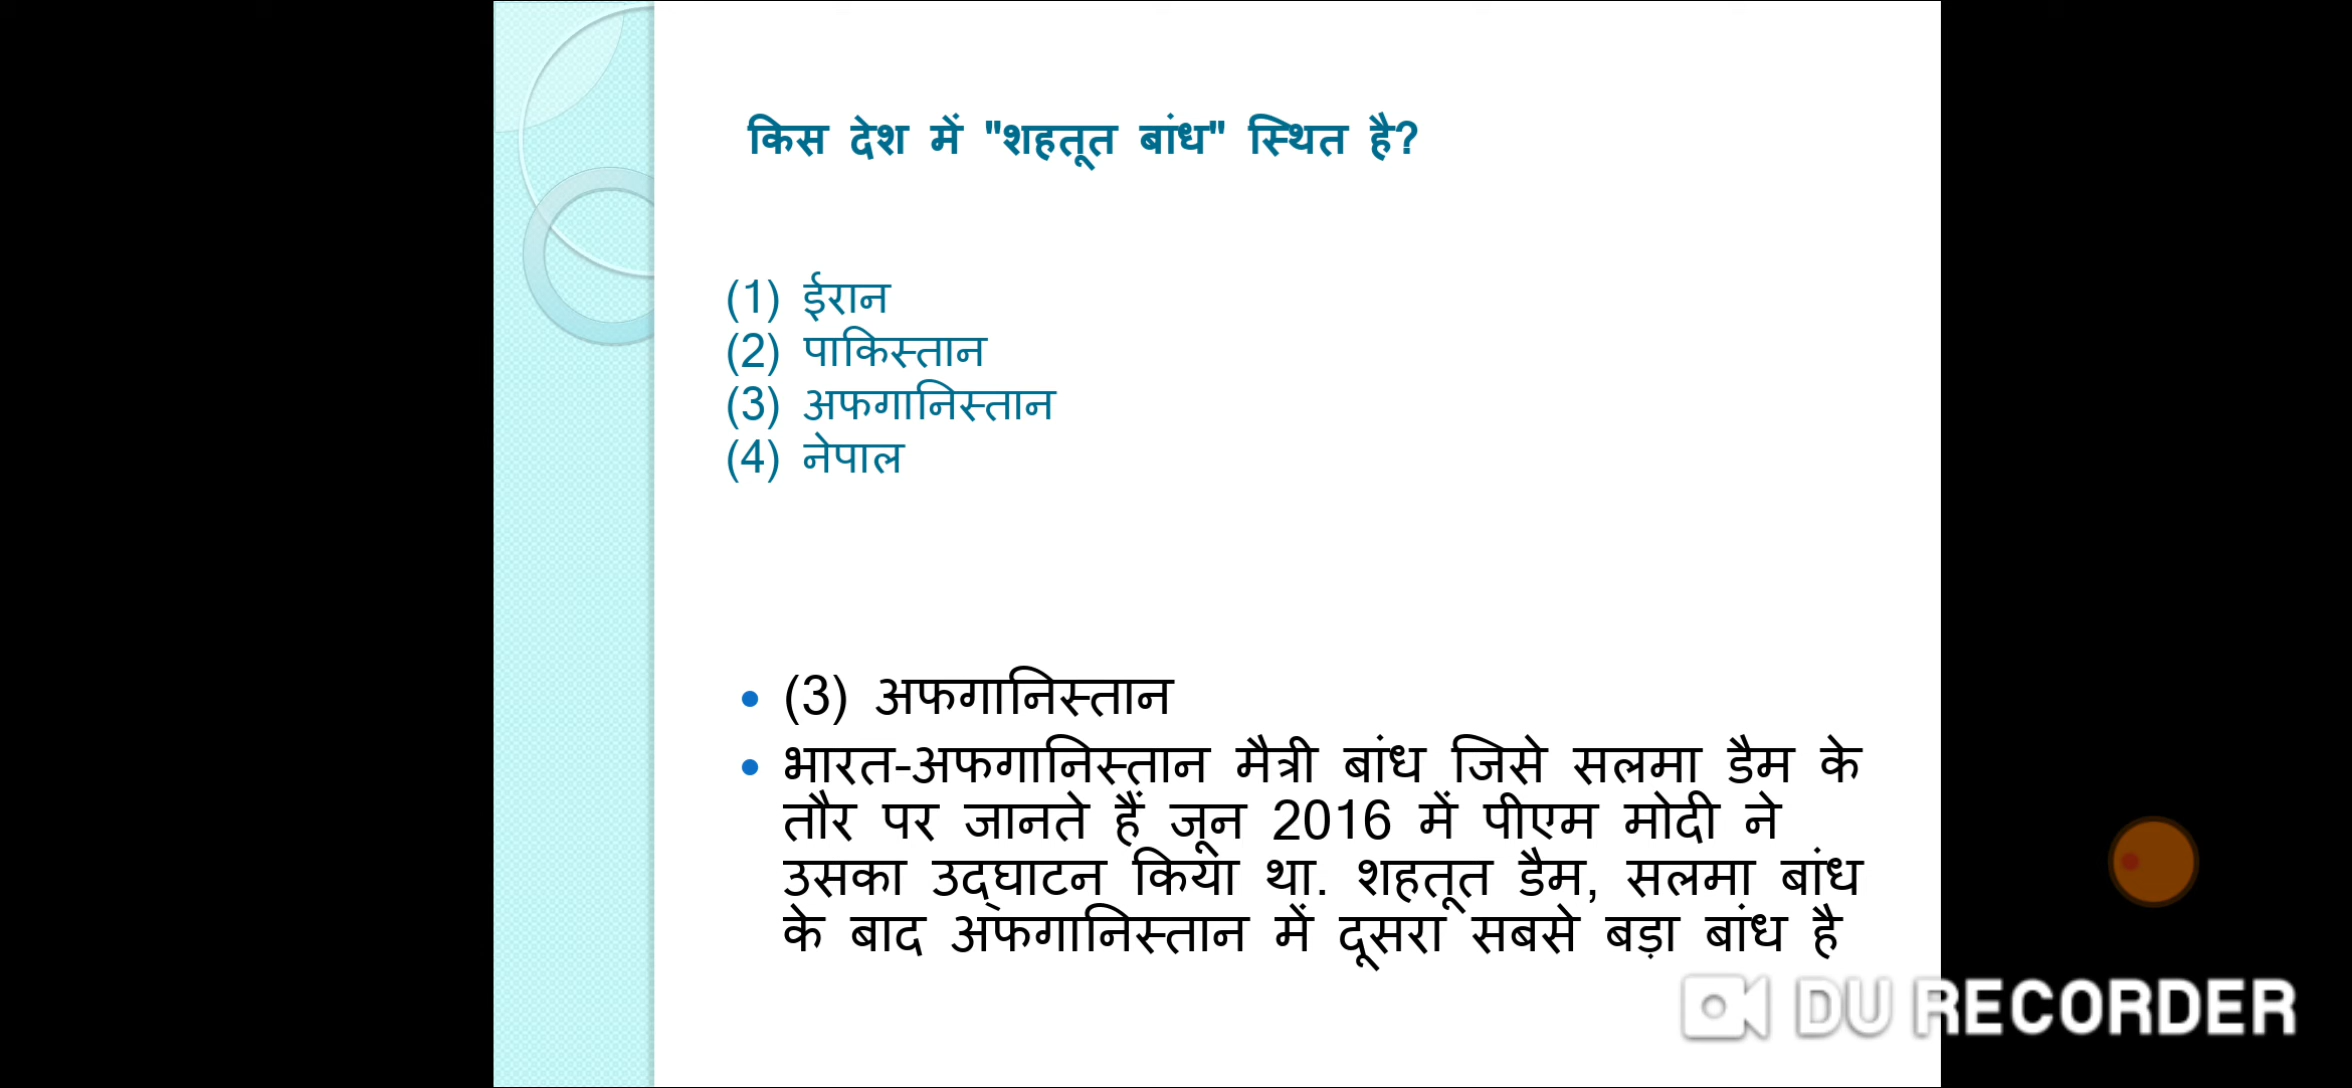 किस देश में "शहतूत बांध" स्थित है?
(1) ईरान
(2) पाकिस्तान
(3) अफगानिस्तान
(4) नेपाल
• (3) अफगानिस्तान
• भारत-अफगानिस्तान मैत्री बांध जिसे सलमा डैम के
तौर पर जानते हैं जून 2016 में पीएम मोदी ने
उसका उद्घाटन किया था. शहतूत डैम, सलमा बांध
के बाद अफगानिस्तान में दूसरा सबसे बड़ा बांध है
DU RECORDER